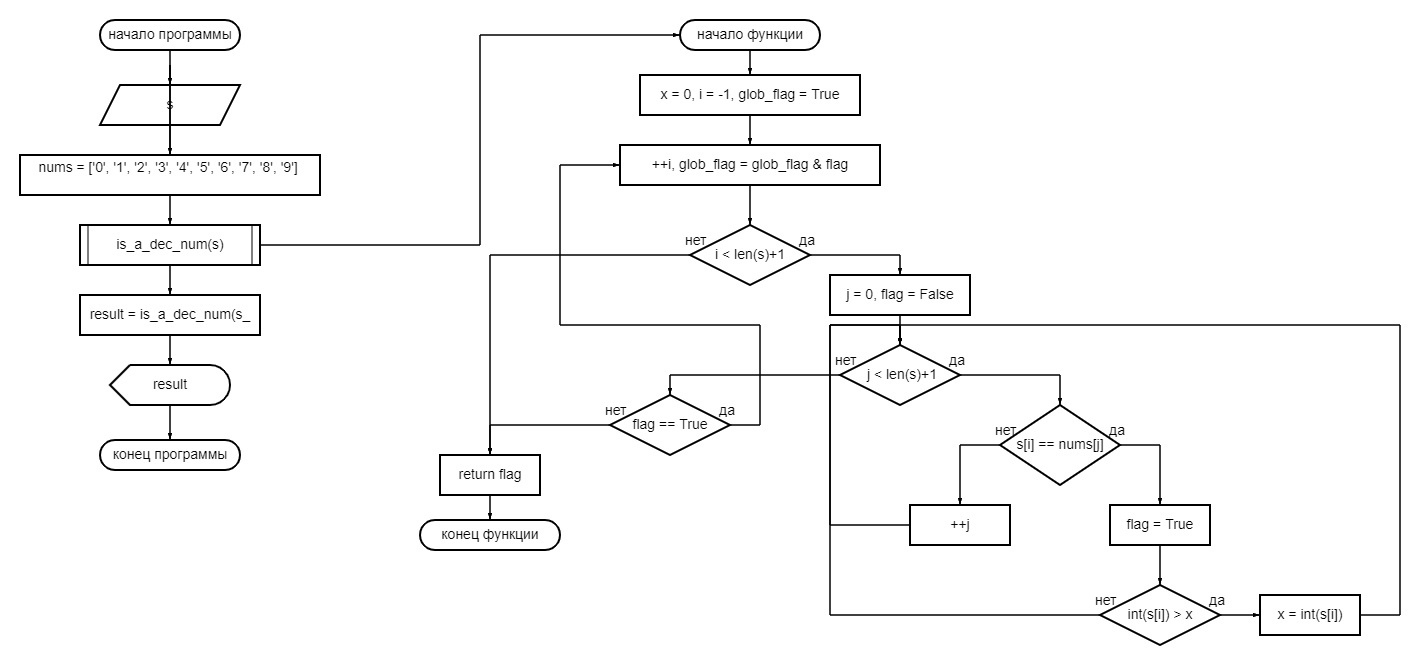 начало программы
s
nums = ['0', '1', '2', '3', '4', '5', '6', '7', '8', '9']
is_a_dec_num(s)
result = is_a_dec_num(s_
result
конец программы
начало функции
x = 0, i = -1, glob_flag = True
++i, glob_flag = glob_flag & flag
нет
да
i < len(s)+1
j = 0, flag = False
нет
да
j < len(s)+1
нет
да
flag == True
return flag
конец функции
нет
да
s[i] == nums[j]
++j
flag = True
нет
да
int(s[i]) > x
x = int(s[i])